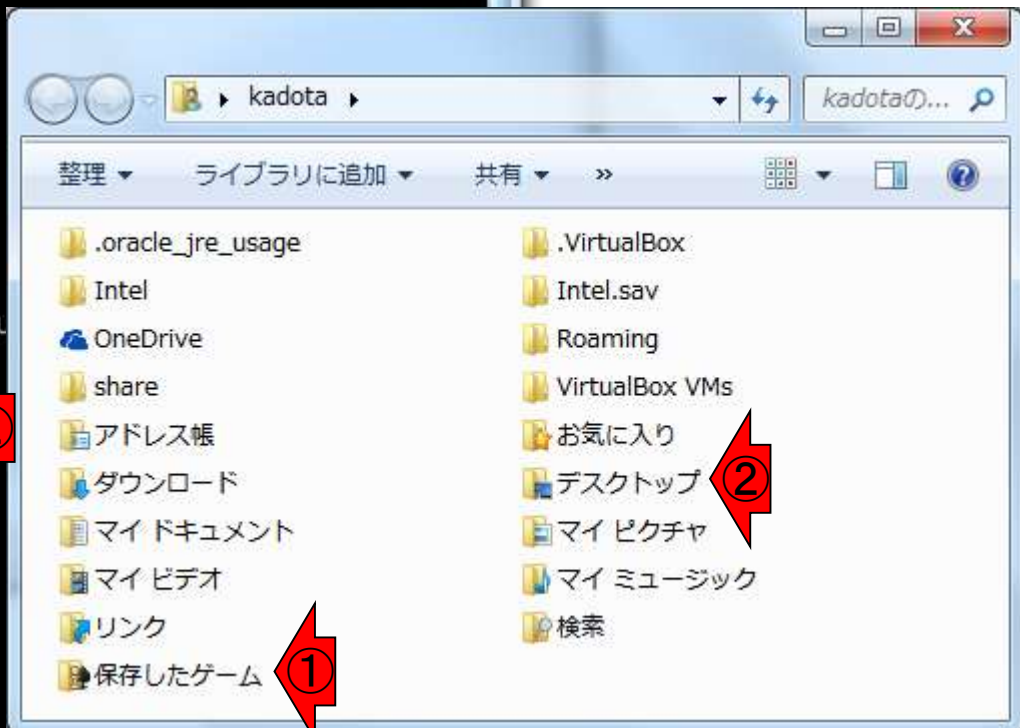 kadota
kadotaの...
整理 ライブラリに追加 共有 »
.oracle_jre_usage
.VirtualBox
Intel
Intel.sav
OneDrive
Roaming
share
VirtualBox VMs
アドレス帳
お気に入り
ダウンロード
デスクトップ ②
マイ ドキュメント
マイ ピクチャ
マイ ビデオ
マイ ミュージック
リンク
検索
保存したゲーム ①